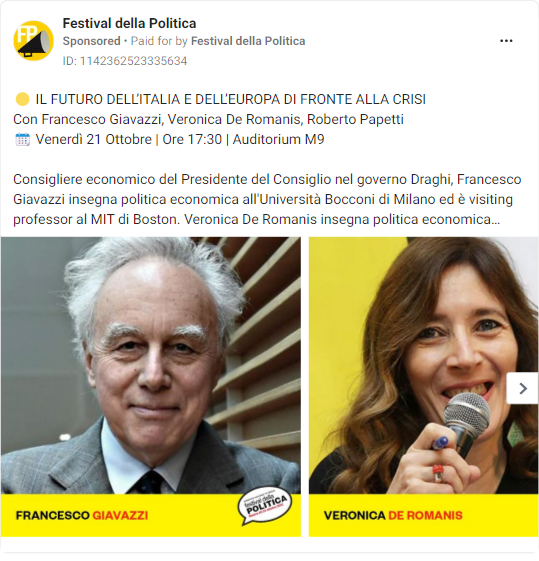 FP
Festival della Politica
Sponsored • Paid for by Festival della Politica
ID: 1142362523335634
IL FUTURO DELL'ITALIA E DELL'EUROPA DI FRONTE ALLA CRISI
Con Francesco Giavazzi, Veronica De Romanis, Roberto Papetti
Venerdì 21 Ottobre | Ore 17:30 | Auditorium M9
Consigliere economico del Presidente del Consiglio nel governo Draghi, Francesco
Giavazzi insegna politica economica all'Università Bocconi di Milano ed è visiting
professor al MIT di Boston. Veronica De Romanis insegna politica economica...
FRANCESCO GIAVAZZI
festival della
POLITICA
VERONICA DE ROMANIS